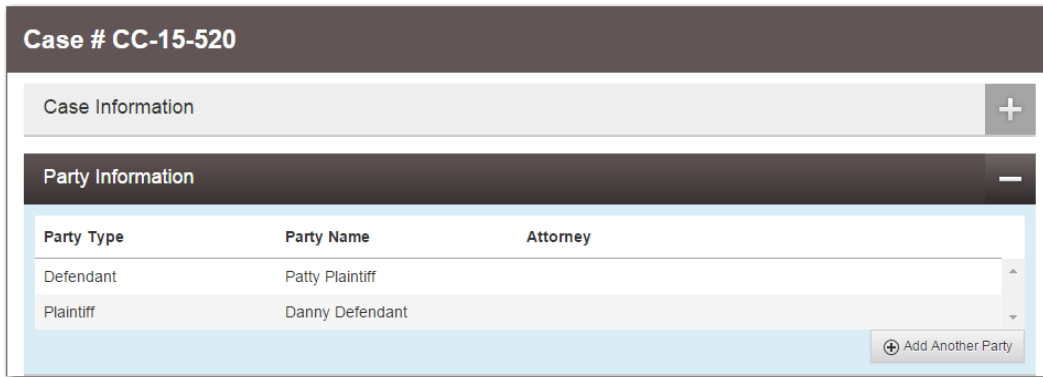 Case # CC-15-520
Case Information
Party Information
Party Type Party Name Attorney
Defendant Patty Plaintiff
Plaintiff Danny Defendant
Add Another Party